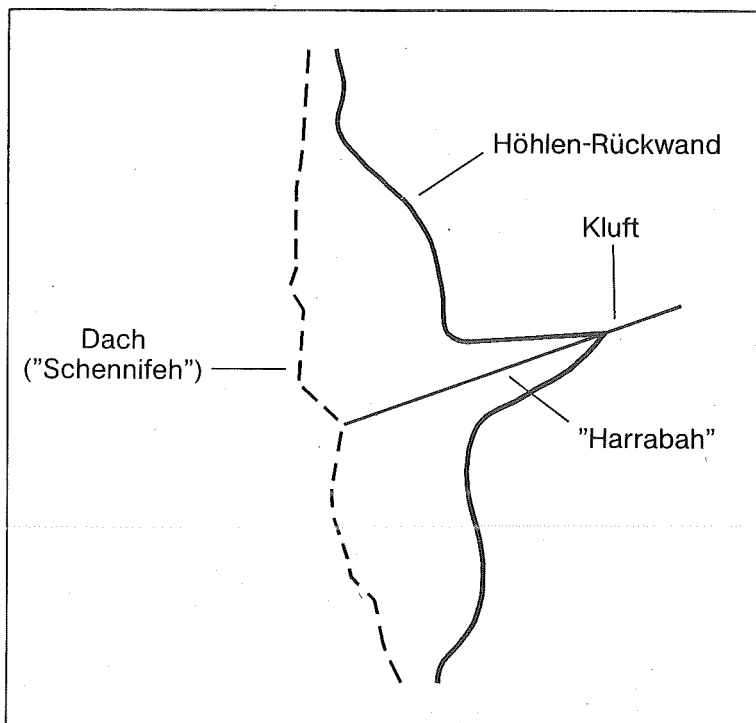 Höhlen-Rückwand
Kluft
Dach
("Schennifeh")
"Harrabah"